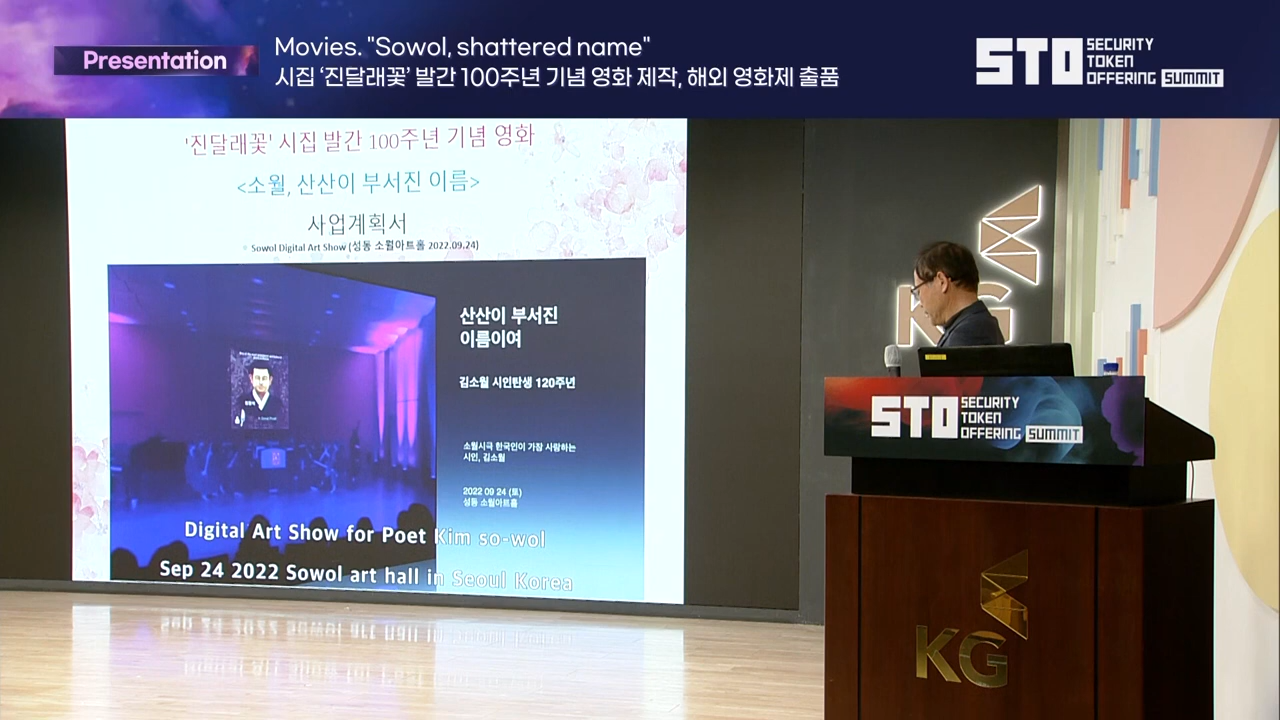 Presentation
Movies. "Sowol, shattered name"
시집 ‘진달래꽃’ 발간 100주년 기념 영화 제작, 해외 영화제 출품
STO SECURITY
TOKEN
OFFERING SUMMIT
'진달래꽃' 시집 발간 100주년 기념 영화
<소월, 산산이 부서진 이름>
사업계획서
Sowol Digital Art Show (성동 소월아트홀 2022.09.24)
산산이 부서진
이름이여
김소월 시인탄생 120주년
소월시극 한국인이 가장 사랑하는
시인, 김소월
2022 09 24 (토)
성동 소월아트홀
Digital Art Show for Poet Kim so-wol
Sep 24 2022 Sowol art hall in Seoul Korea
KG
STO SECURITY
TOKEN
OFFERING SUMMIT
KG